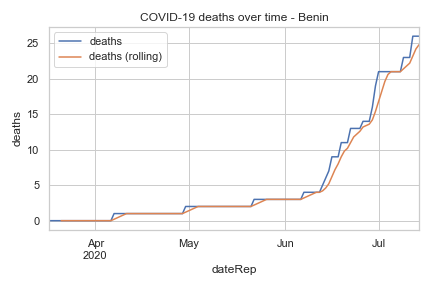 COVID-19 deaths over time - Benin
deaths
deaths (rolling)
25
20
15
10
5
0
deaths
Apr
2020
May
Jun
Jul
dateRep